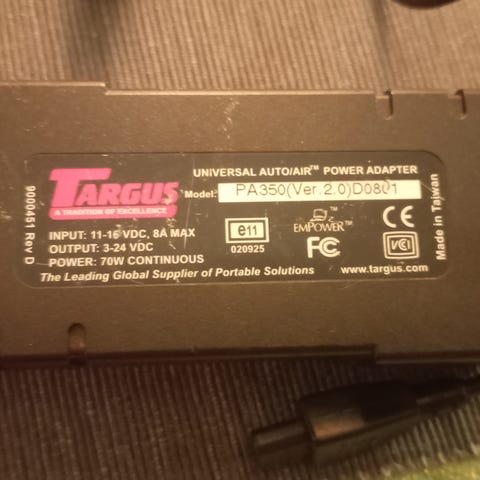 UNIVERSAL AUTO/AIR™ POWER ADAPTER
TARGUS
A TRADITION OF EXCELLENCE
Model: PA350(Ver.2.0)D0801
INPUT: 11-16 VDC, 8A MAX
OUTPUT: 3-24 VDC
POWER: 70W CONTINUOUS
e11
020925
EMPOWER™
FC
CE
VCI
The Leading Global Supplier of Portable Solutions
www.targus.com
9000451 Rev D
Made in Taiwan